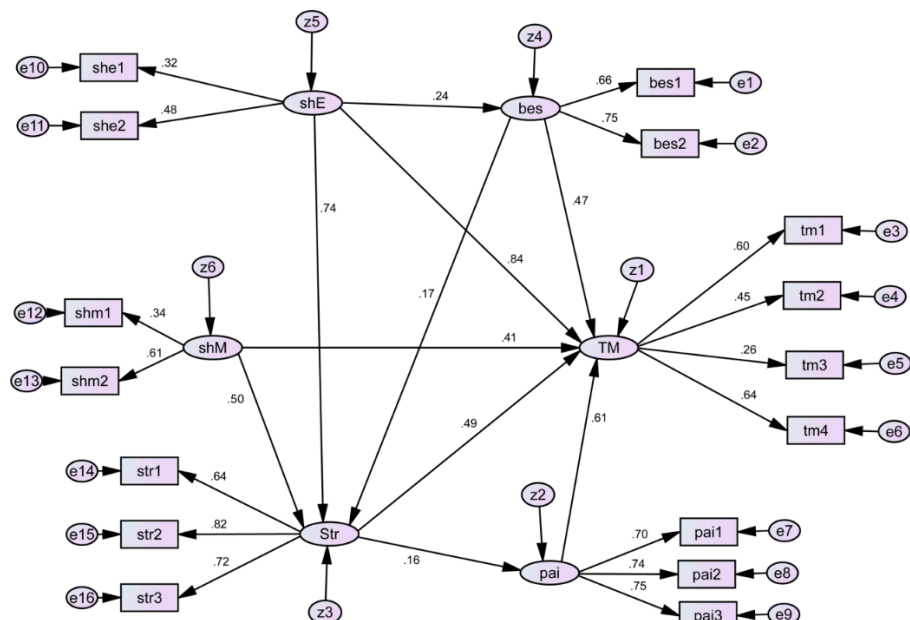 z5
z4
e10
she1
.32
shE
.24
bes
.66
bes1
e1
e11
she2
.48
.75
bes2
e2
.74
.47
tm1
e3
z6
.84
z1
.60
e12
shm1
.34
.17
tm2
e4
.45
shM
.41
TM
.26
tm3
e5
e13
shm2
.61
.50
.49
.61
.64
tm4
e6
e14
str1
.64
z2
e15
str2
.82
Str
.70
pai1
e7
.72
.16
pai
.74
pai2
e8
e16
str3
z3
.75
pai3
e9